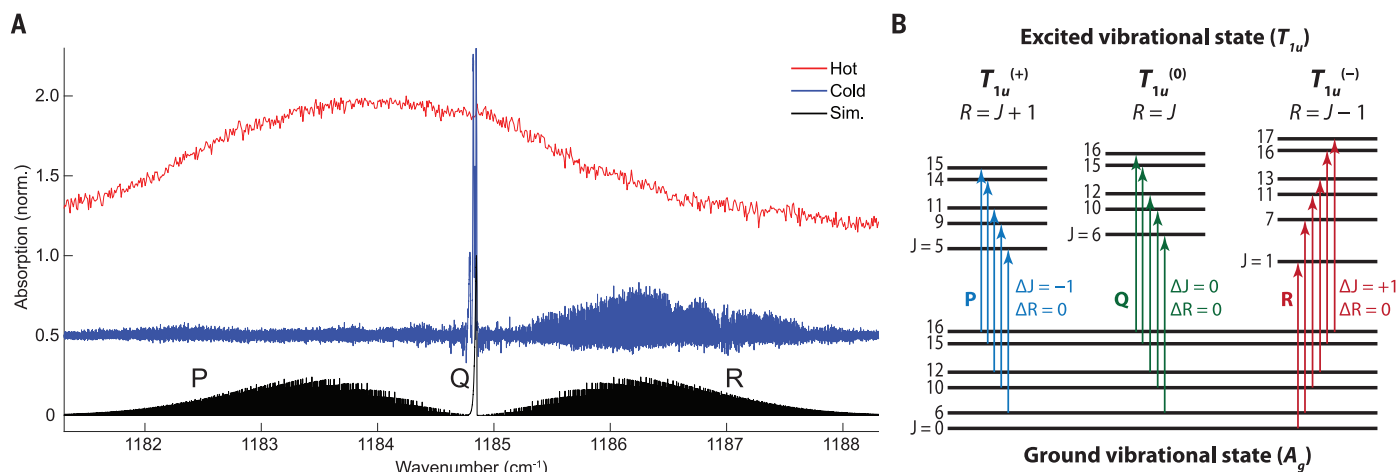 A
Hot
Cold
Sim.
Absorption (norm.)
2.0
1.5
1.0
0.5
0
P
Q
R
1182
1183
1184
1185
1186
1187
1188
Wavenumber (cm⁻¹)
B
Excited vibrational state (T₁ᵤ)
T₁ᵤ⁽⁺⁾
R = J + 1
T₁ᵤ⁽⁰⁾
R = J
T₁ᵤ⁽⁻⁾
R = J − 1
15
14
11
9
J = 5
16
15
12
10
J = 6
17
16
13
11
7
J = 1
P
ΔJ = −1
ΔR = 0
Q
ΔJ = 0
ΔR = 0
R
ΔJ = +1
ΔR = 0
16
15
12
10
6
J = 0
Ground vibrational state (A_g)